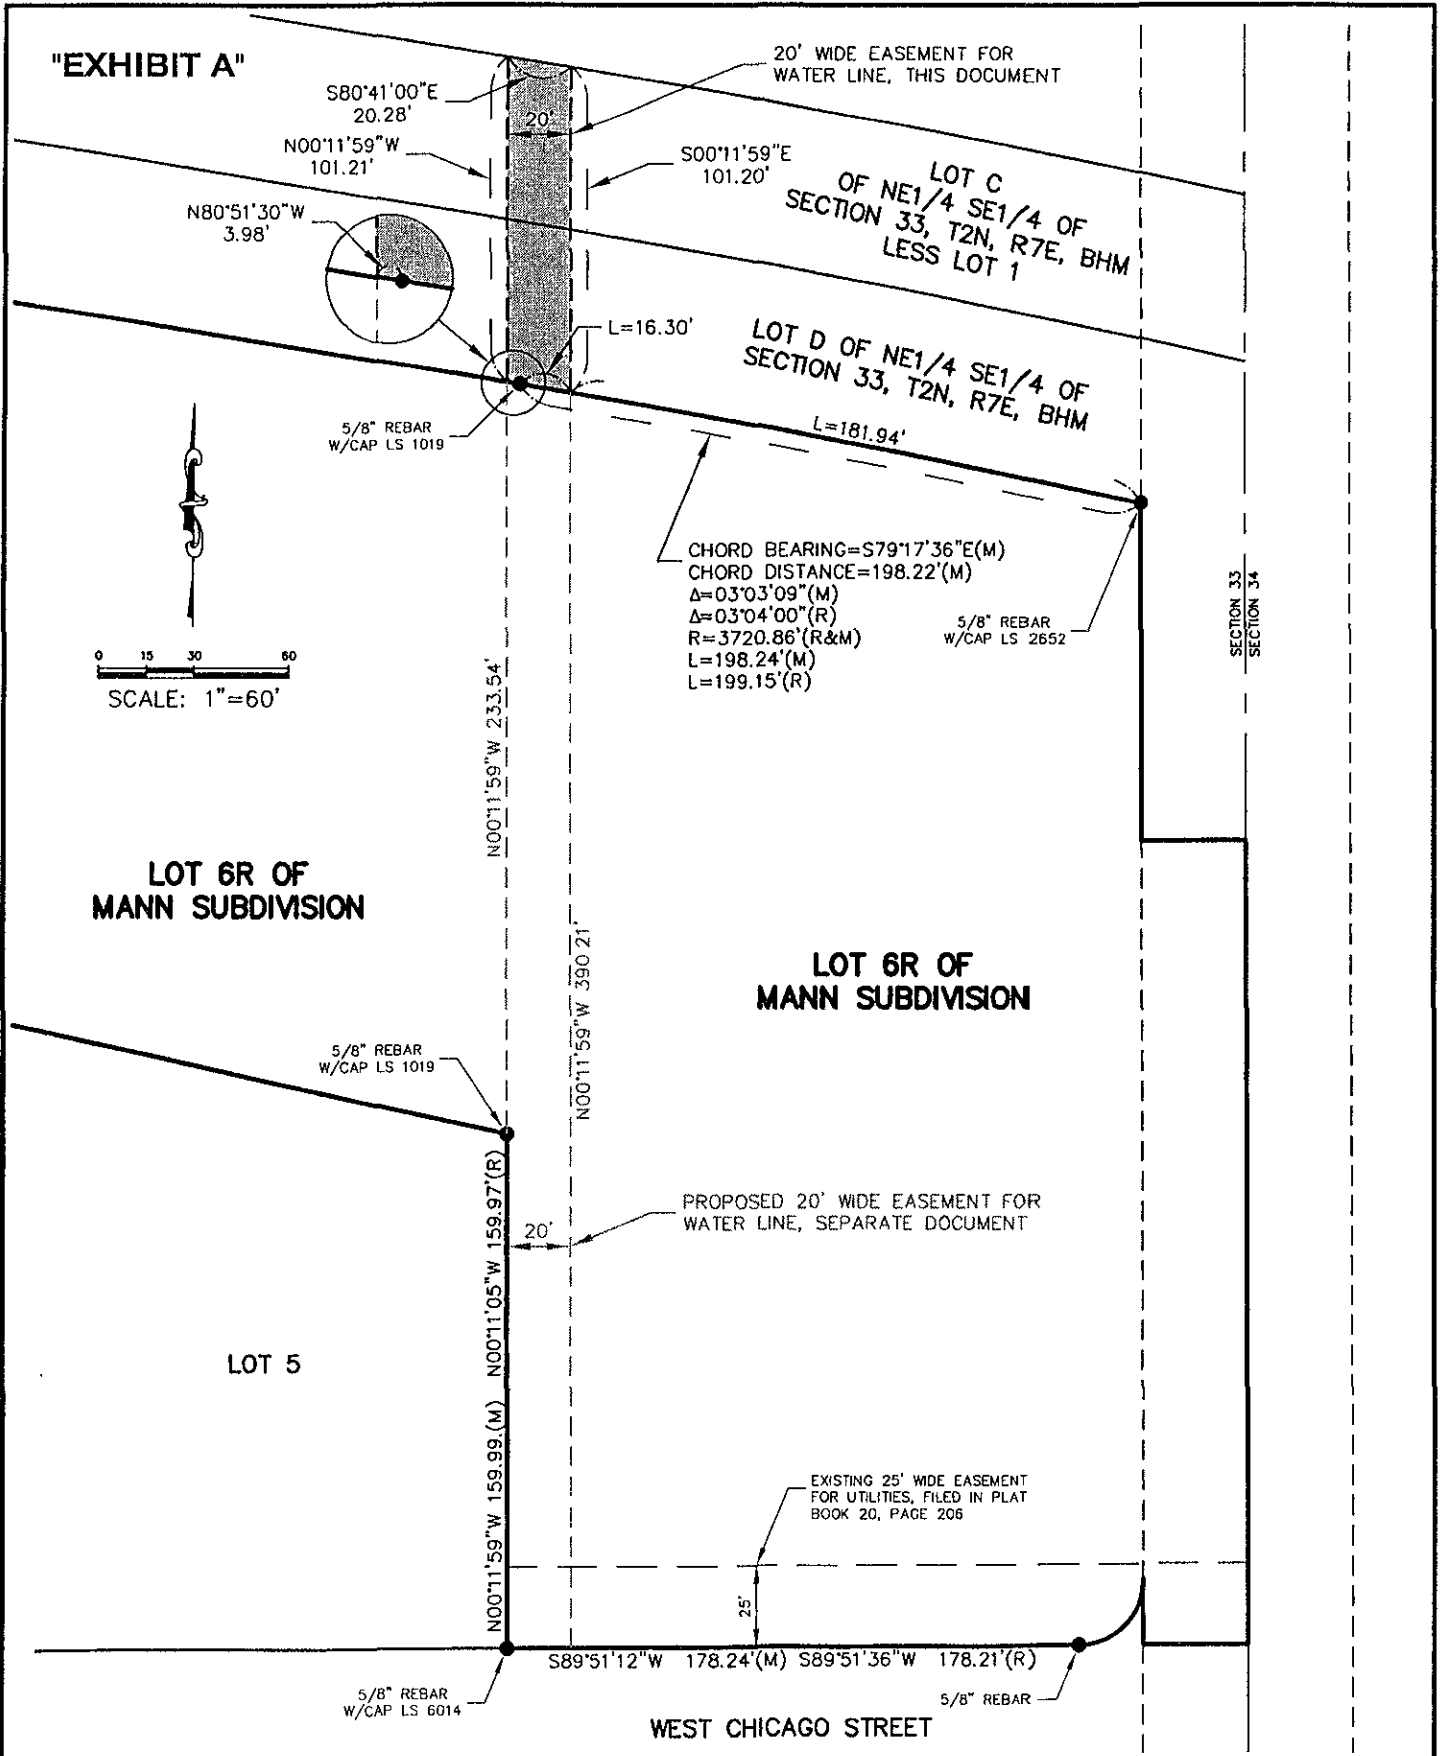 "EXHIBIT A"
20' WIDE EASEMENT FOR
WATER LINE, THIS DOCUMENT
S80°41'00"E
20.28'
20'
N00°11'59"W
101.21'
S00°11'59"E
101.20'
N80°51'30"W
3.98'
LOT C
OF NE1/4 SE1/4 OF
SECTION 33, T2N, R7E, BHM
LESS LOT 1
L=16.30'
LOT D OF NE1/4 SE1/4 OF
SECTION 33, T2N, R7E, BHM
5/8" REBAR
W/CAP LS 1019
L=181.94'
CHORD BEARING=S79°17'36"E(M)
CHORD DISTANCE=198.22'(M)
Δ=03°03'09"(M)
Δ=03°04'00"(R)
R=3720.86'(R&M)
L=198.24'(M)
L=199.15'(R)
5/8" REBAR
W/CAP LS 2652
SECTION 33
SECTION 34
0 15 30 60
SCALE: 1"=60'
N00°11'59"W 233.54'
LOT 6R OF
MANN SUBDIVISION
N00°11'59"W 390 21'
LOT 6R OF
MANN SUBDIVISION
5/8" REBAR
W/CAP LS 1019
PROPOSED 20' WIDE EASEMENT FOR
WATER LINE, SEPARATE DOCUMENT
20'
N00°11'59"W 159.99.(M) N00°11'05"W 159.97'(R)
LOT 5
EXISTING 25' WIDE EASEMENT
FOR UTILITIES, FILED IN PLAT
BOOK 20, PAGE 206
25'
S89°51'12"W 178.24'(M) S89°51'36"W 178.21'(R)
5/8" REBAR
W/CAP LS 6014
5/8" REBAR
WEST CHICAGO STREET